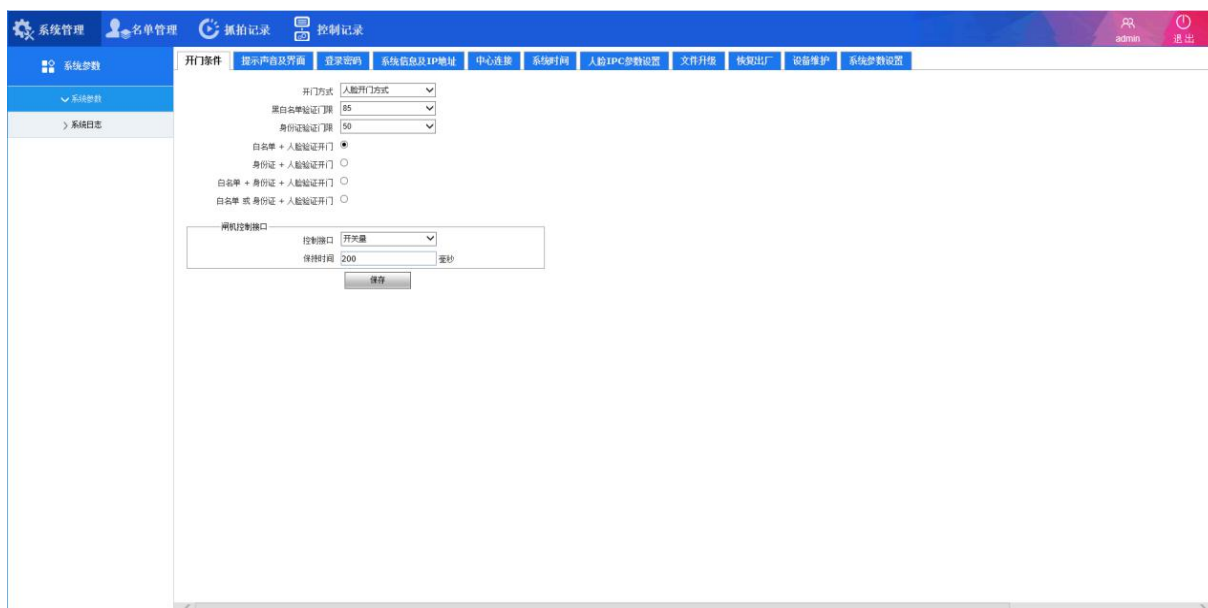 系统管理 名单管理 抓拍记录 控制记录 admin 退出
系统参数
系统参数
系统日志
开门条件 提示声音及界面 登录密码 系统信息及IP地址 中心连接 系统时间 人脸IPC参数设置 文件升级 恢复出厂 设备维护 系统参数设置
开门方式 人脸开门方式
黑白名单验证门限 85
身份证验证门限 50
白名单 + 人脸验证开门
身份证 + 人脸验证开门
白名单 + 身份证 + 人脸验证开门
白名单 或 身份证 + 人脸验证开门
闸机控制接口
控制接口 开关量
保持时间 200 毫秒
保存